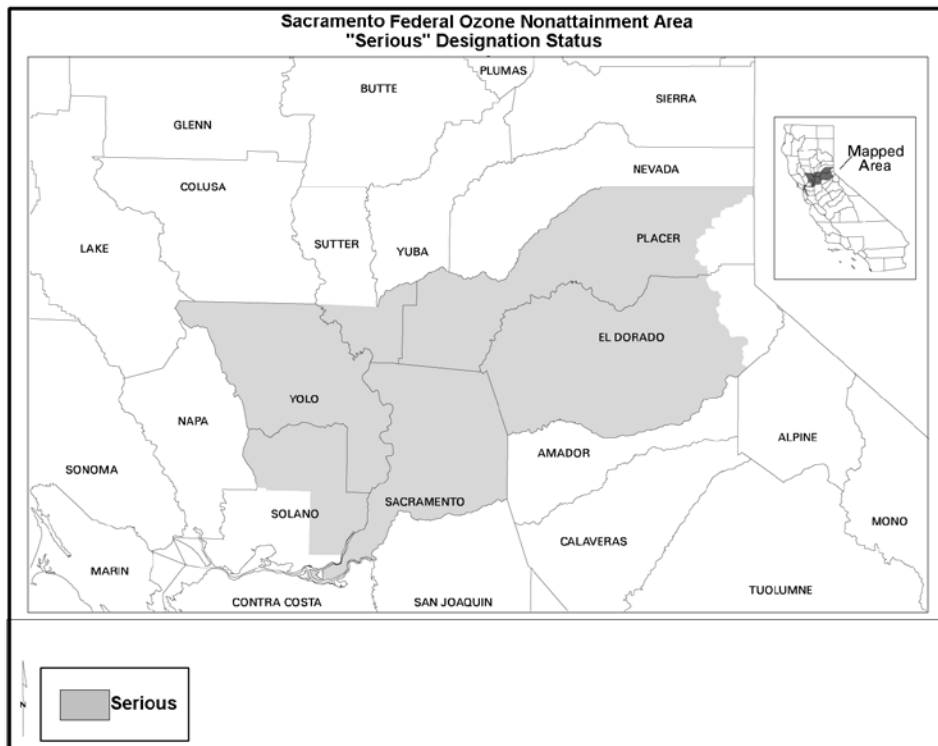 Sacramento Federal Ozone Nonattainment Area
"Serious" Designation Status
PLUMAS
BUTTE
SIERRA
GLENN
Mapped
Area
NEVADA
COLUSA
PLACER
SUTTER
YUBA
LAKE
EL DORADO
YOLO
NAPA
ALPINE
AMADOR
SONOMA
SACRAMENTO
SOLANO
MONO
CALAVERAS
MARIN
TUOLUMNE
CONTRA COSTA
SAN JOAQUIN
N
Serious